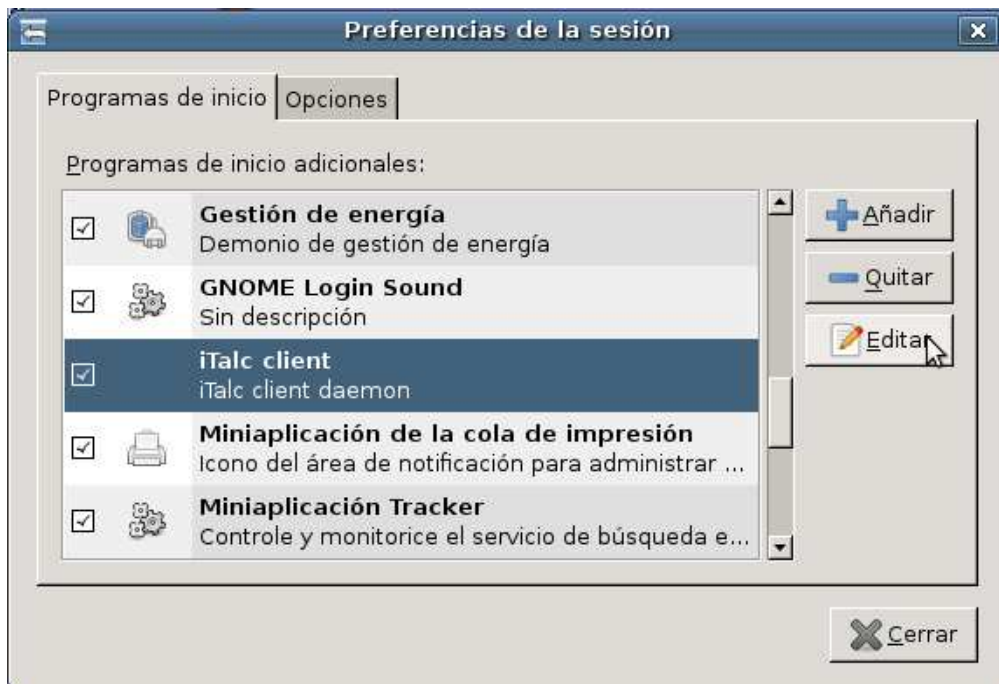 Preferencias de la sesión
Programas de inicio
Opciones
Programas de inicio adicionales:
Gestión de energía
Demonio de gestión de energía
GNOME Login Sound
Sin descripción
iTalc client
iTalc client daemon
Miniaplicación de la cola de impresión
Icono del área de notificación para administrar ...
Miniaplicación Tracker
Controle y monitorice el servicio de búsqueda e...
Añadir
Quitar
Editar
Cerrar